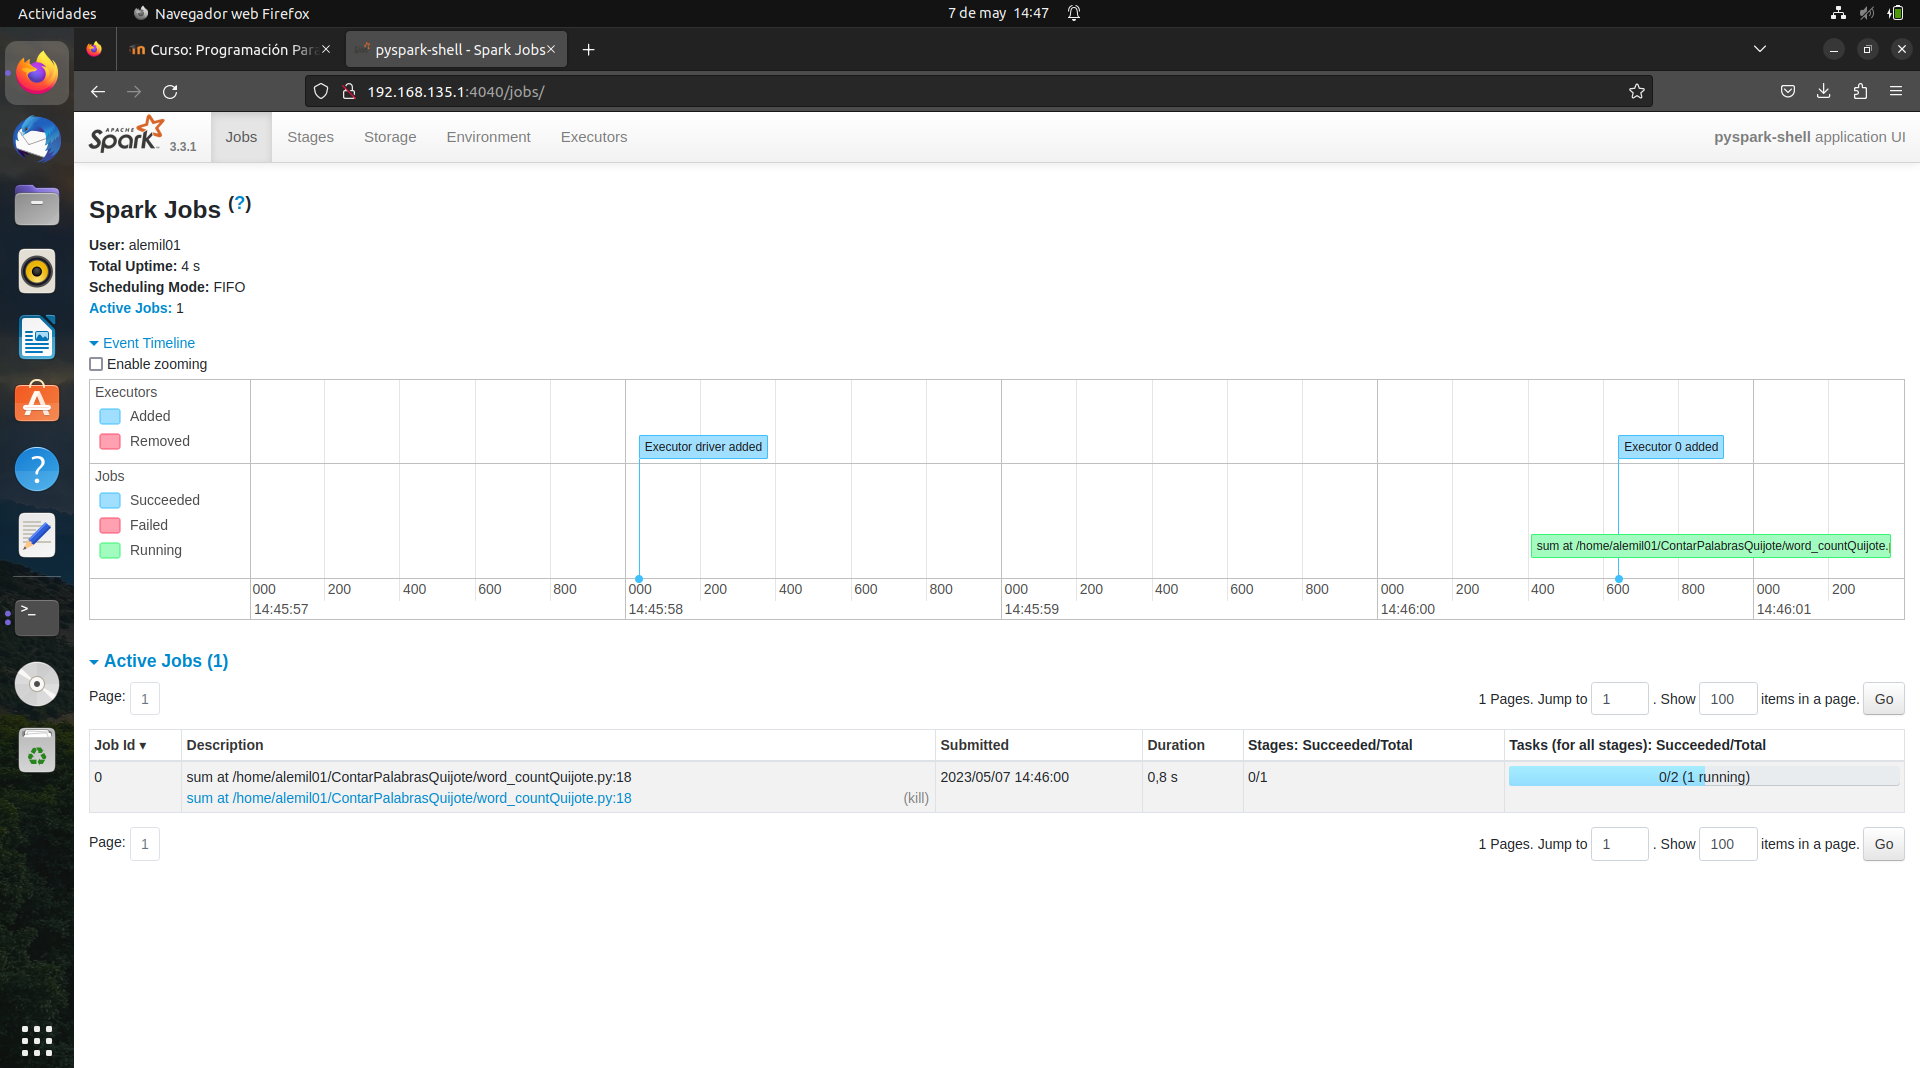 Actividades Navegador web Firefox 7 de may 14:47
Curso: Programación Par pyspark-shell - Spark Jobs
192.168.135.1:4040/jobs/
APACHE Spark 3.3.1 Jobs Stages Storage Environment Executors pyspark-shell application UI
Spark Jobs (?)
User: alemil01
Total Uptime: 4 s
Scheduling Mode: FIFO
Active Jobs: 1
Event Timeline
Enable zooming
Executors
Added
Removed
Executor driver added Executor 0 added
Jobs
Succeeded
Failed
Running
sum at /home/alemil01/ContarPalabrasQuijote/word_countQuijote.
000 200 400 600 800 000 200 400 600 800 000 200 400 600 800 000 200 400 600 800 000 200
14:45:57 14:45:58 14:45:59 14:46:00 14:46:01
Active Jobs (1)
Page: 1 1 Pages. Jump to 1 . Show 100 items in a page. Go
Job Id ▾ Description Submitted Duration Stages: Succeeded/Total Tasks (for all stages): Succeeded/Total
0 sum at /home/alemil01/ContarPalabrasQuijote/word_countQuijote.py:18 2023/05/07 14:46:00 0,8 s 0/1 0/2 (1 running)
sum at /home/alemil01/ContarPalabrasQuijote/word_countQuijote.py:18 (kill)
Page: 1 1 Pages. Jump to 1 . Show 100 items in a page. Go